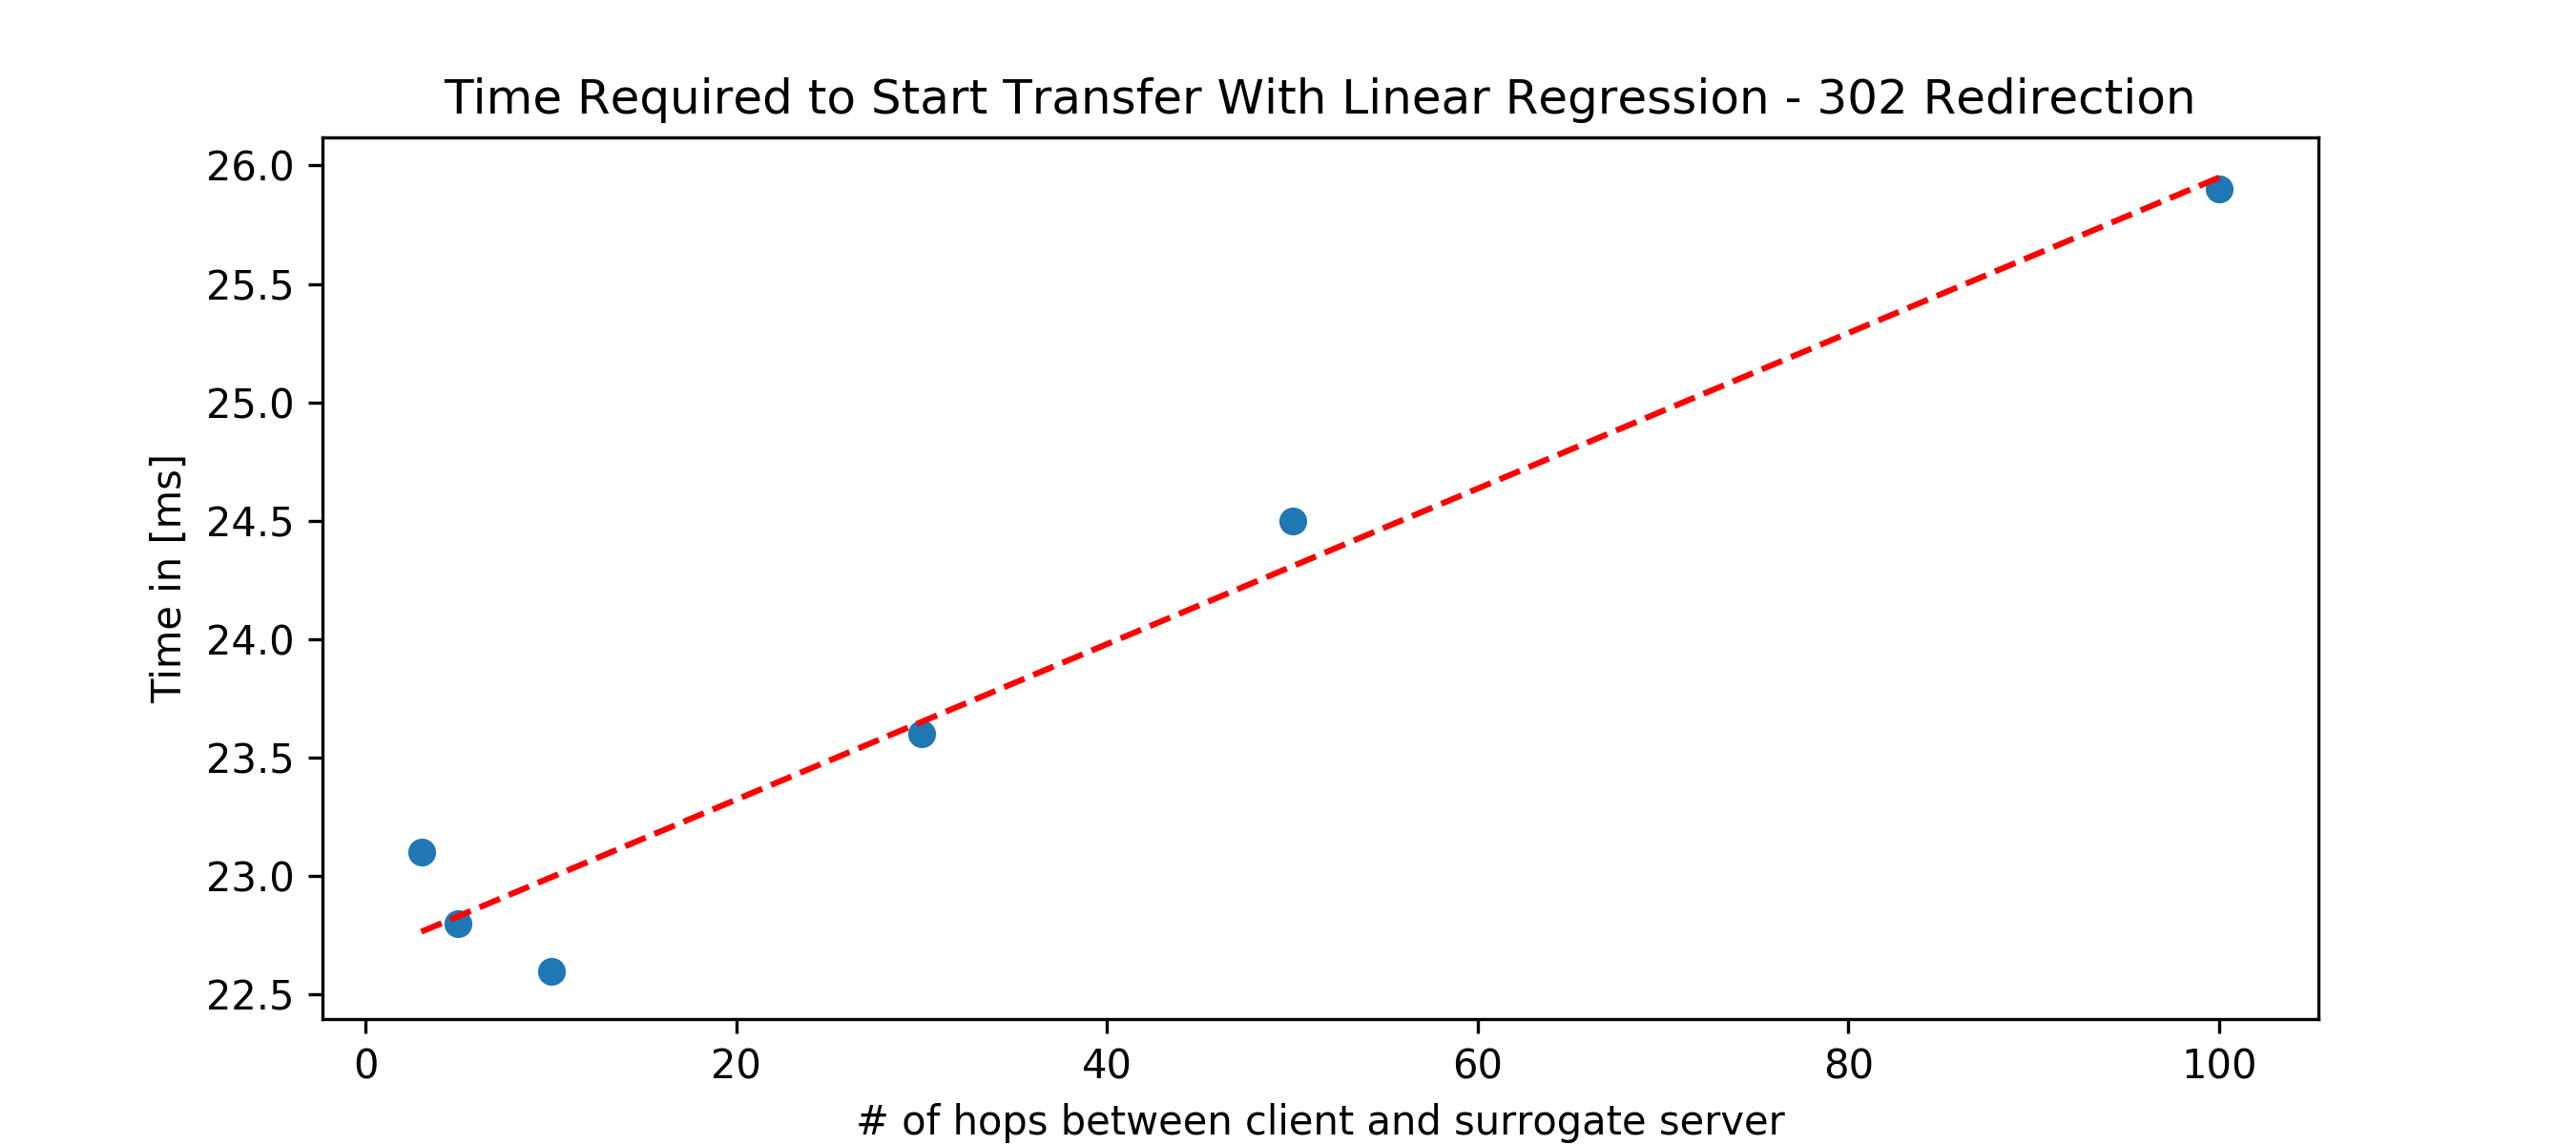 Time Required to Start Transfer With Linear Regression - 302 Redirection
26.0
25.5
25.0
24.5
24.0
23.5
23.0
22.5
Time in [ms]
0 20 40 60 80 100
# of hops between client and surrogate server